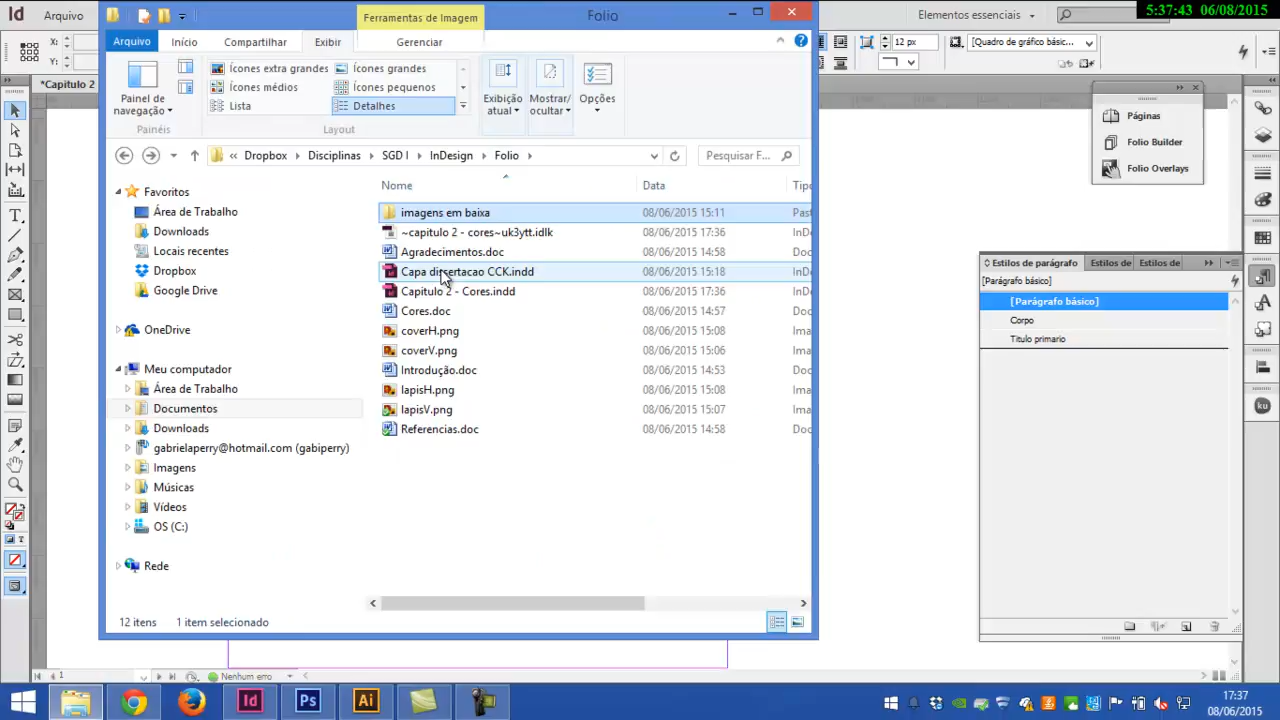 Id
Arquivo
Ferramentas de Imagem
Folio
Elementos essenciais
5:37:43 06/08/2015
Arquivo
Início
Compartilhar
Exibir
Gerenciar
X:
Y:
12 px
[Quadro de gráfico básic...
*Capitulo 2
Painel de navegação
Ícones extra grandes
Ícones grandes
Ícones médios
Ícones pequenos
Lista
Detalhes
Exibição atual
Mostrar/ocultar
Opções
Painéis
Layout
« Dropbox
Disciplinas
SGD I
InDesign
Folio
Pesquisar F...
Páginas
Folio Builder
Folio Overlays
Nome
Data
Tipo
Favoritos
Área de Trabalho
Downloads
Locais recentes
Dropbox
Google Drive
OneDrive
Meu computador
Área de Trabalho
Documentos
Downloads
gabrielaperry@hotmail.com (gabiperry)
Imagens
Músicas
Vídeos
OS (C:)
Rede
imagens em baixa 08/06/2015 15:11 Past
~capitulo 2 - cores~uk3ytt.idlk 08/06/2015 17:36 InDe
Agradecimentos.doc 08/06/2015 14:58 Doc
Capa dissertacao CCK.indd 08/06/2015 15:18 InDe
Capitulo 2 - Cores.indd 08/06/2015 17:36 InDe
Cores.doc 08/06/2015 14:57 Doc
coverH.png 08/06/2015 15:08 Ima
coverV.png 08/06/2015 15:06 Ima
Introdução.doc 08/06/2015 14:53 Doc
lapisH.png 08/06/2015 15:08 Ima
lapisV.png 08/06/2015 15:07 Ima
Referencias.doc 08/06/2015 14:58 Doc
12 itens
1 item selecionado
Estilos de parágrafo
Estilos de
Estilos de
[Parágrafo básico]
[Parágrafo básico]
Corpo
Titulo primario
ku
1
Nenhum erro
Id
Ps
Ai
17:37
08/06/2015